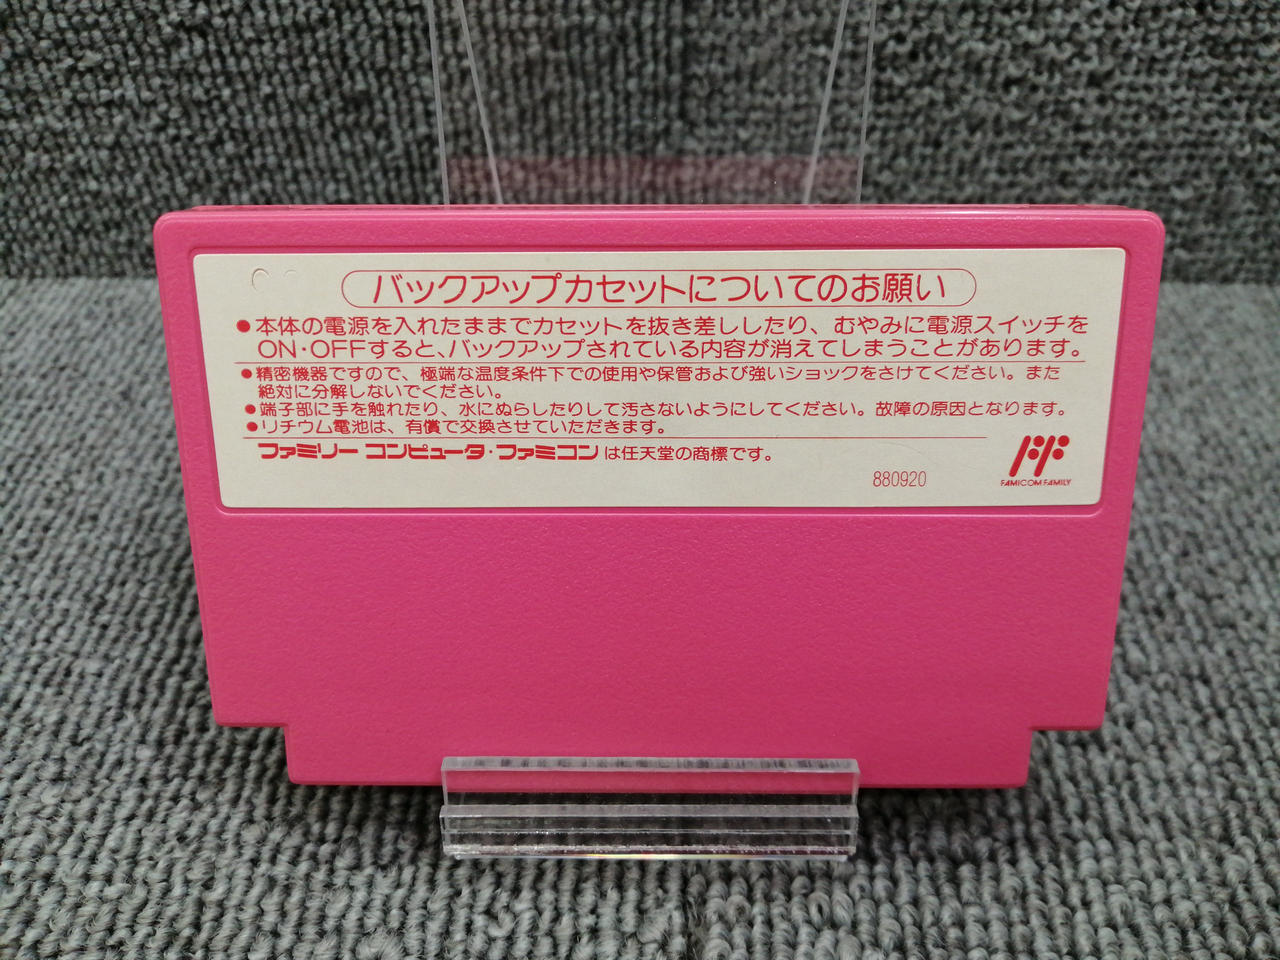 バックアップカセットについてのお願い
●本体の電源を入れたままでカセットを抜き差ししたり、むやみに電源スイッチを
ON・OFFすると、バックアップされている内容が消えてしまうことがあります。
●精密機器ですので、極端な温度条件下での使用や保管および強いショックをさけてください。また
絶対に分解しないでください。
●端子部に手を触れたり、水にぬらしたりして汚さないようにしてください。故障の原因となります。
●リチウム電池は、有償で交換させていただきます。
ファミリー コンピュータ・ファミコンは任天堂の商標です。
880920
FAMICOM FAMILY